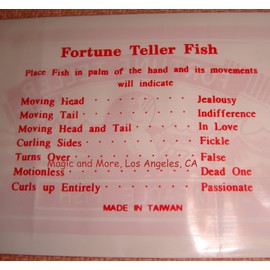 Fortune Teller Fish
Place Fish in palm of the hand and its movements
will indicate
Moving Head · · · · · · · Jealousy
Moving Tail · · · · · · · Indifference
Moving Head and Tail · · · · In Love
Curling Sides · · · · · · · Fickle
Turns Over · · · · · · · False
Magic and More, Los Angeles, CA
Motionless · · · · · · · Dead One
Curls up Entirely · · · · · Passionate
MADE IN TAIWAN